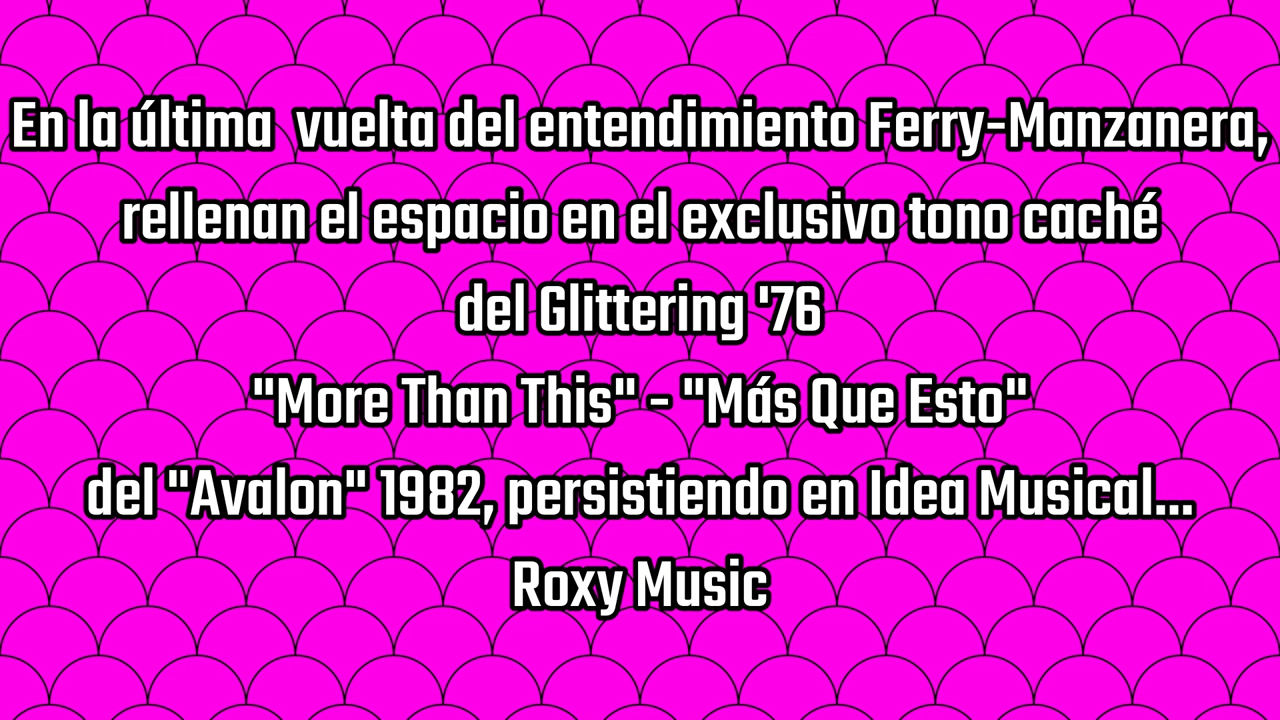 En la última  vuelta del entendimiento Ferry-Manzanera,
rellenan el espacio en el exclusivo tono caché
del Glittering '76
"More Than This" - "Más Que Esto"
del "Avalon" 1982, persistiendo en Idea Musical...
Roxy Music